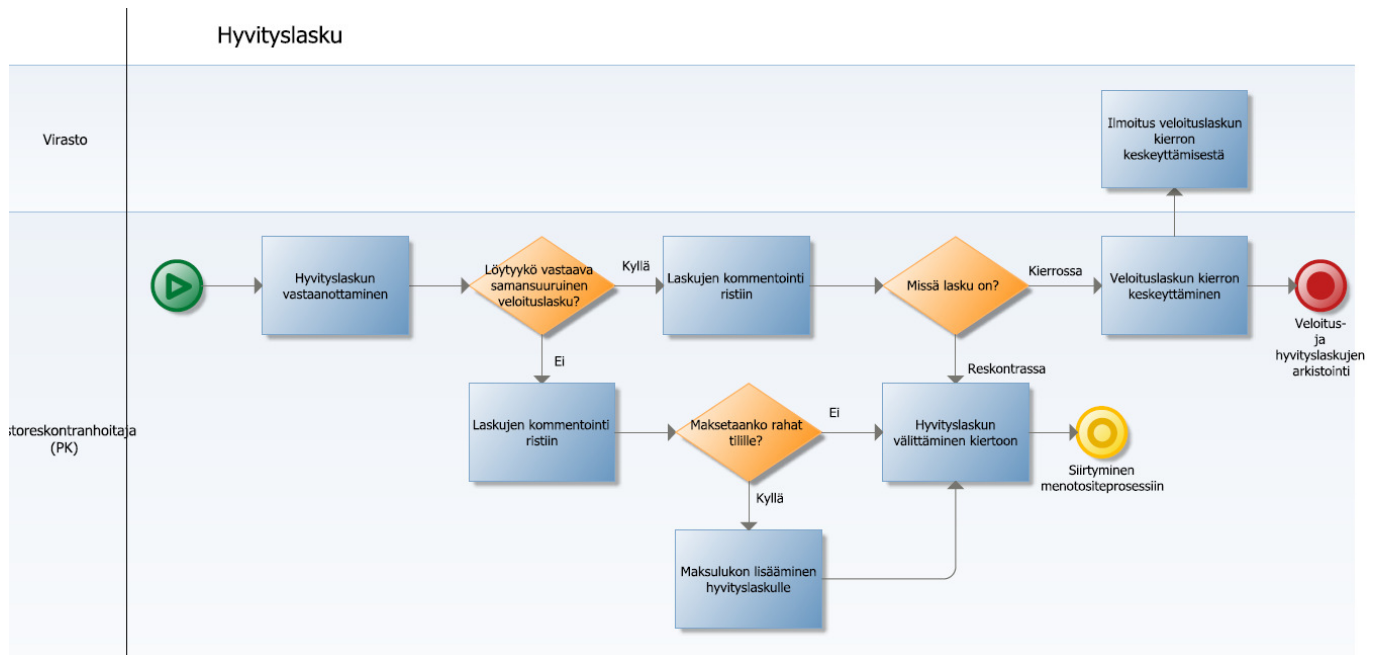 Hyvityslasku
Virasto
Ilmoitus veloituslaskun
kierron
keskeyttämisestä
Hyvityslaskun
vastaanottaminen
Löytyykö vastaava
samansuuruinen
veloituslasku?
Kyllä
Laskujen kommentointi
ristiin
Missä lasku on?
Kierrossa
Veloituslaskun kierron
keskeyttäminen
Veloitus-
ja
hyvityslaskujen
arkistointi
Ei
Reskontrassa
storeskontranhoitaja
(PK)
Laskujen kommentointi
ristiin
Maksetaanko rahat
tilille?
Ei
Hyvityslaskun
välittäminen kiertoon
Siirtyminen
menotositeprosessiin
Kyllä
Maksulukon lisääminen
hyvityslaskulle